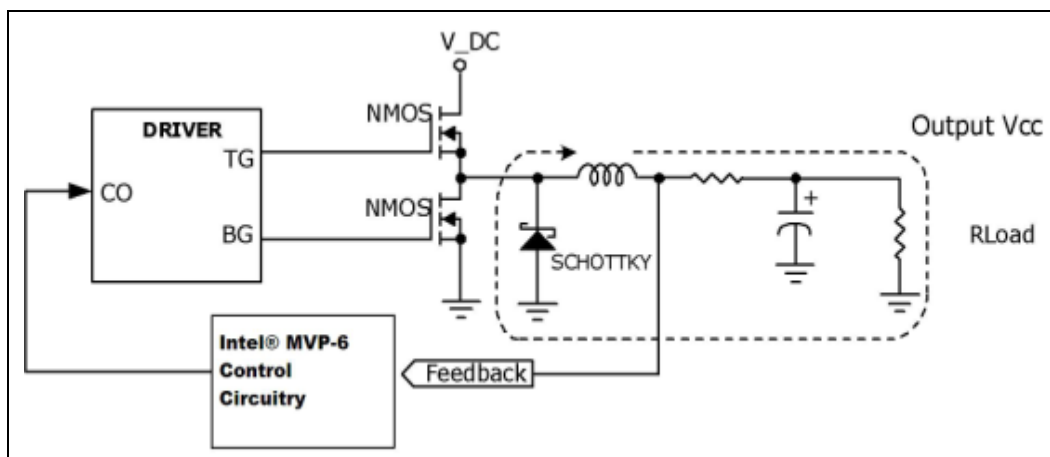 V_DC
NMOS
DRIVER
TG
CO
BG
NMOS
Output Vcc
+
RLoad
SCHOTTKY
Intel® MVP-6
Control
Circuitry
Feedback